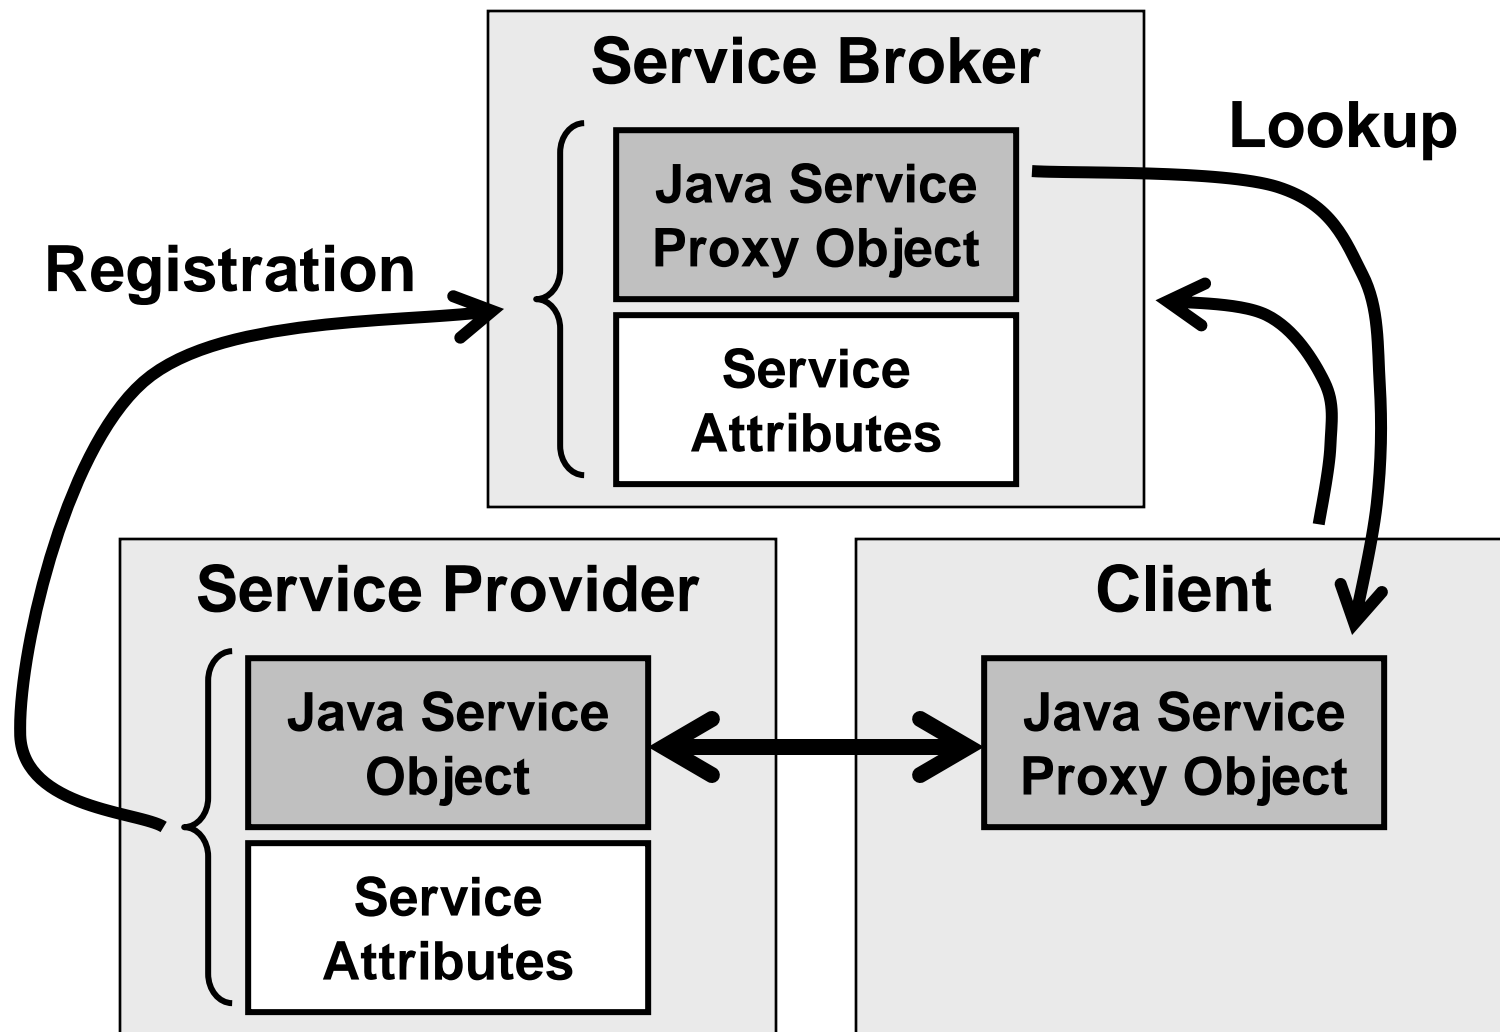 Service Broker
Lookup
Java Service
Proxy Object
Registration
Service
Attributes
Service Provider
Client
Java Service
Object
Java Service
Proxy Object
Service
Attributes